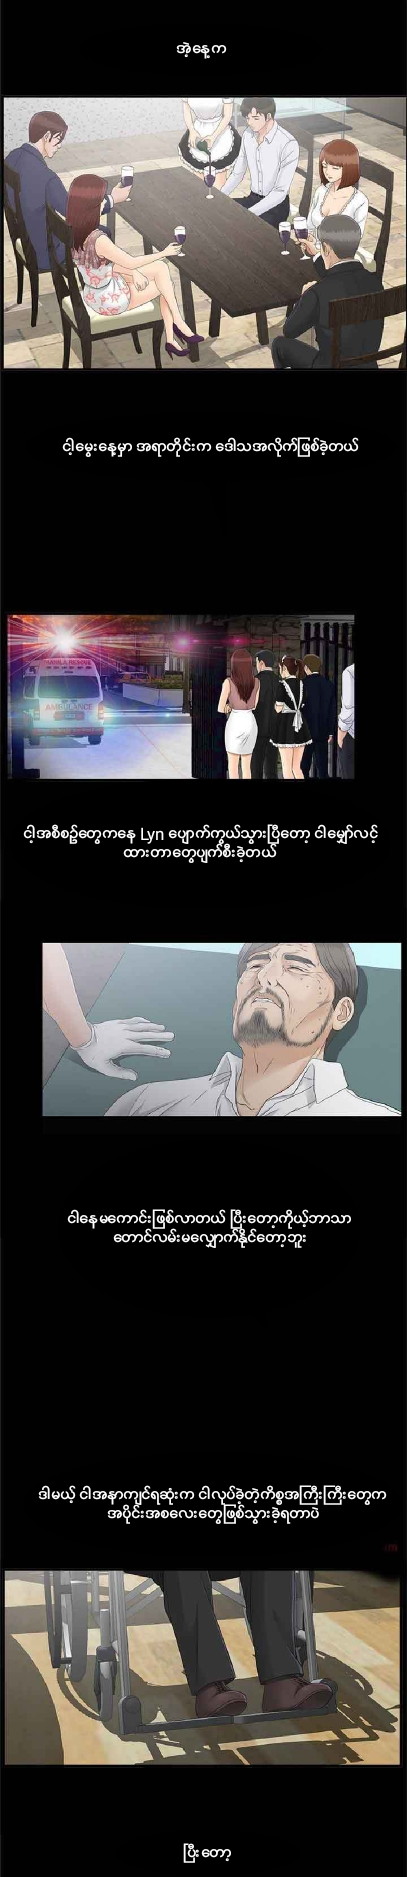 အဲ့နေ့က
ငါ့မွေးနေ့မှာ အရာတိုင်းက ဒေါသအလိုက်ဖြစ်ခဲ့တယ်
AMBULANCE
ငါ့အစီစဉ်တွေကနေ Lyn ပျောက်ကွယ်သွားပြီတော့ ငါမျှော်လင့်
ထားတာတွေပျက်စီးခဲ့တယ်
ငါနေမကောင်းဖြစ်လာတယ် ပြီးတော့ကိုယ့်ဘာသာ
တောင်လမ်းမလျှောက်နိုင်တော့ဘူး
ဒါမယ့် ငါအနာကျင်ရဆုံးက ငါလုပ်ခဲ့တဲ့ကိစ္စအကြီးကြီးတွေက
အပိုင်းအစလေးတွေဖြစ်သွားခဲ့ရတာပဲ
ပြီးတော့